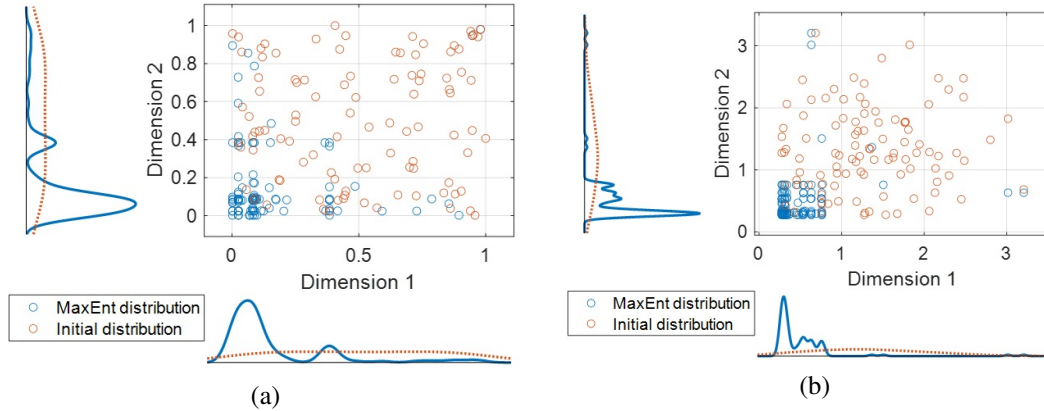 1
0.8
0.6
0.4
0.2
0
Dimension 2
0
0.5
1
Dimension 1
MaxEnt distribution
Initial distribution
(a)
3
2
1
0
Dimension 2
0
1
2
3
Dimension 1
MaxEnt distribution
Initial distribution
(b)